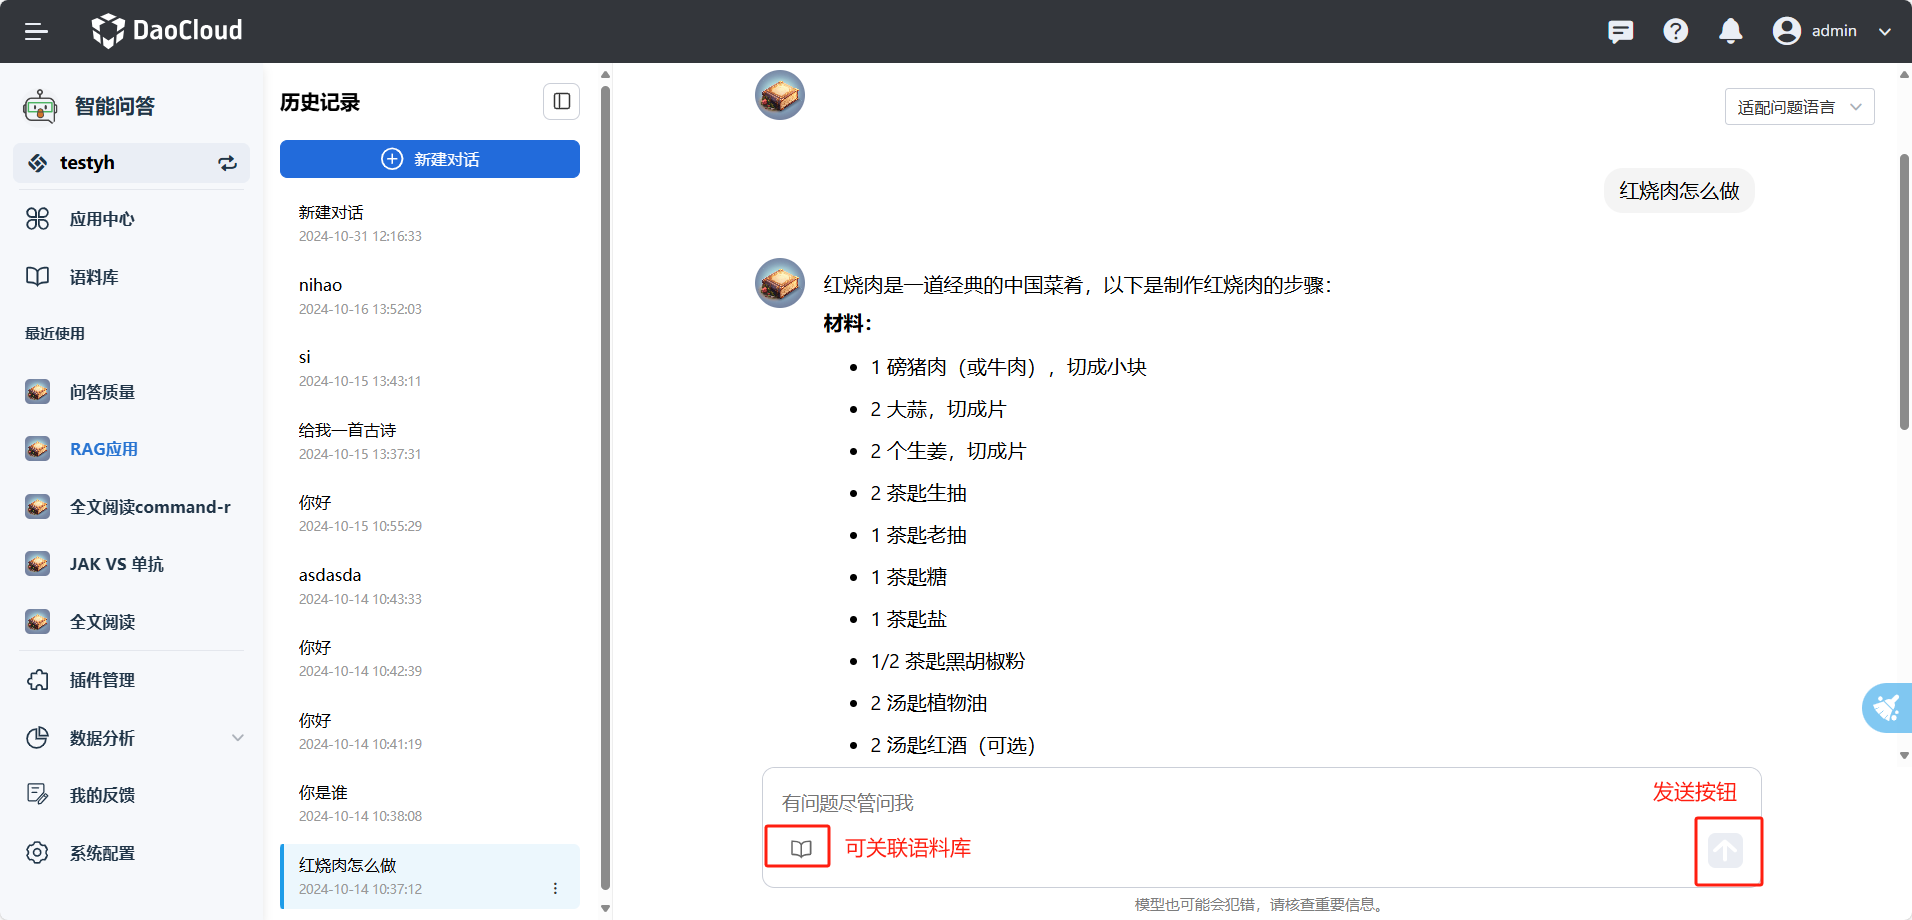 DaoCloud
admin
智能问答
testyh
应用中心
语料库
最近使用
问答质量
RAG应用
全文阅读command-r
JAK VS 单抗
全文阅读
插件管理
数据分析
我的反馈
系统配置
历史记录
新建对话
新建对话
2024-10-31 12:16:33
nihao
2024-10-16 13:52:03
si
2024-10-15 13:43:11
给我一首古诗
2024-10-15 13:37:31
你好
2024-10-15 10:55:29
asdasda
2024-10-14 10:43:33
你好
2024-10-14 10:42:39
你好
2024-10-14 10:41:19
你是谁
2024-10-14 10:38:08
红烧肉怎么做
2024-10-14 10:37:12
适配问题语言
红烧肉怎么做
红烧肉是一道经典的中国菜肴，以下是制作红烧肉的步骤：
材料：
1 磅猪肉（或牛肉），切成小块
2 大蒜，切成片
2 个生姜，切成片
2 茶匙生抽
1 茶匙老抽
1 茶匙糖
1 茶匙盐
1/2 茶匙黑胡椒粉
2 汤匙植物油
2 汤匙红酒（可选）
有问题尽管问我
发送按钮
可关联语料库
模型也可能会犯错，请核查重要信息。